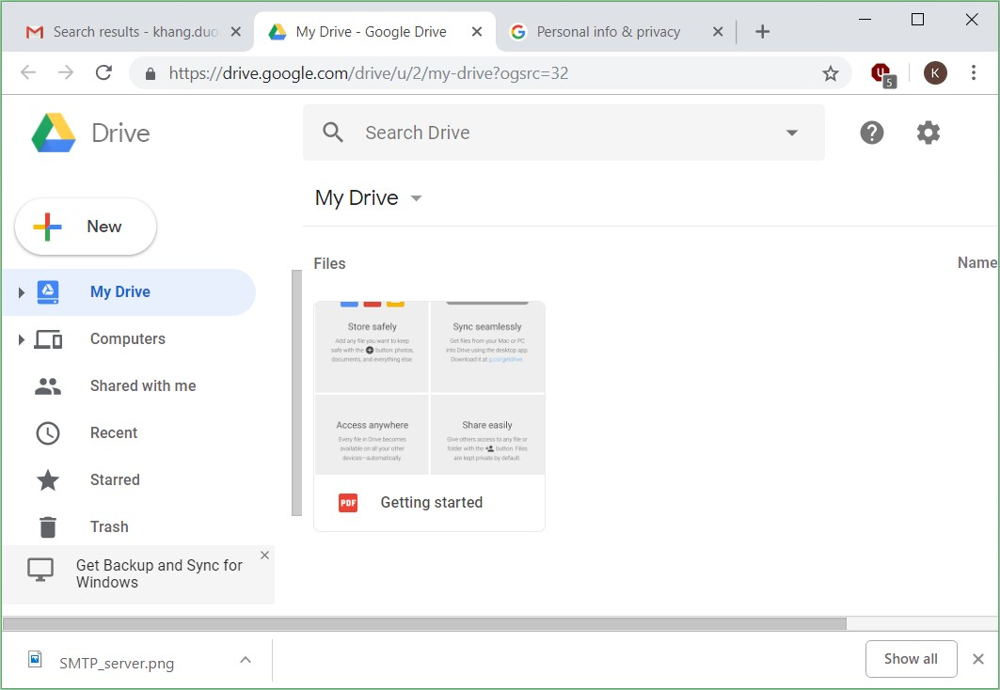 Search results - khang.duo
My Drive - Google Drive
Personal info & privacy
https://drive.google.com/drive/u/2/my-drive?ogsrc=32
5
K
Drive
Search Drive
My Drive
New
Files
Name
My Drive
Computers
Shared with me
Recent
Starred
Trash
Get Backup and Sync for
Windows
Store safely
Add any file you want to keep
safe with the button: photos,
documents, and everything else
Sync seamlessly
Get files from your Mac or PC
into Drive using the desktop app.
Download it at g.co/getdrive.
Access anywhere
Every file in Drive becomes
available on all your other
devices—automatically.
Share easily
Give others access to any file or
folder with the button. Files
are kept private by default.
PDF
Getting started
SMTP_server.png
Show all